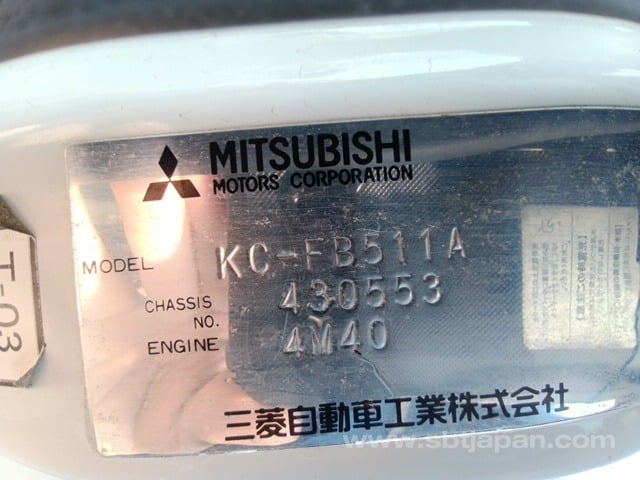 MITSUBISHI
MOTORS CORPORATION
MODEL KC-FB511A
CHASSIS NO. 430553
ENGINE 4M40
三菱自動車工業株式会社
T-03
www.sbtjapan.com